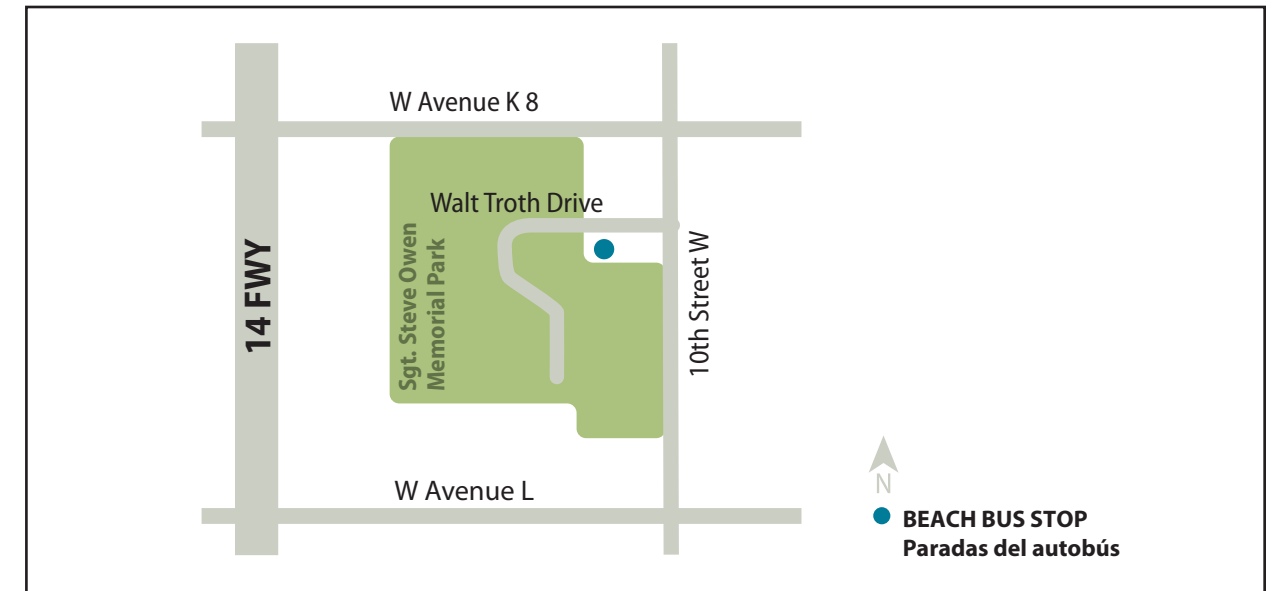 W Avenue K 8
Walt Troth Drive
14 FWY
Sgt. Steve Owen
Memorial Park
10th Street W
W Avenue L
N
BEACH BUS STOP
Paradas del autobús